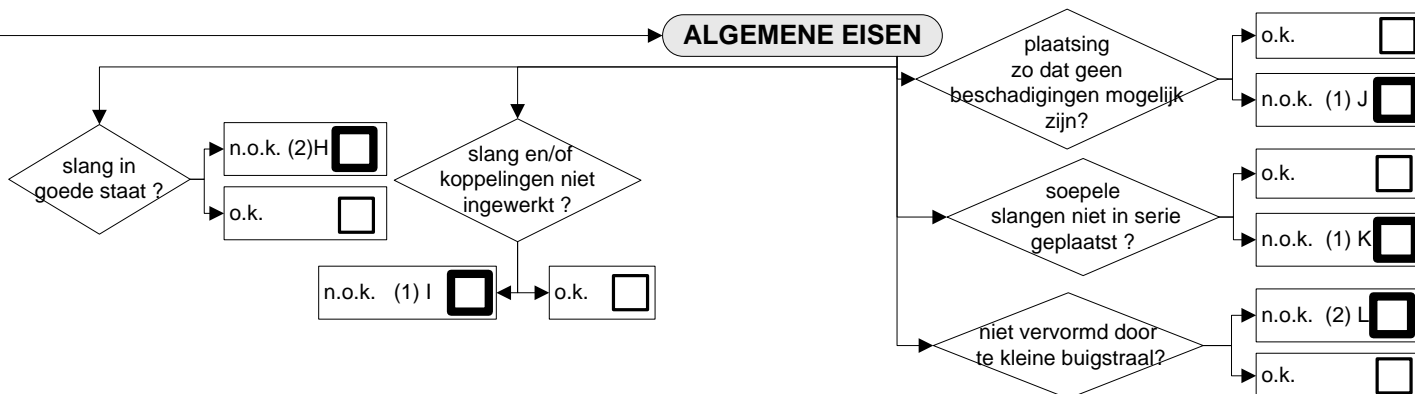 ALGEMENE EISEN
slang in
goede staat ?
n.o.k. (2)H
o.k.
slang en/of
koppelingen niet
ingewerkt ?
n.o.k. (1) I
o.k.
plaatsing
zo dat geen
beschadigingen mogelijk
zijn?
o.k.
n.o.k. (1) J
soepele
slangen niet in serie
geplaatst ?
o.k.
n.o.k. (1) K
niet vervormd door
te kleine buigstraal?
n.o.k. (2) L
o.k.